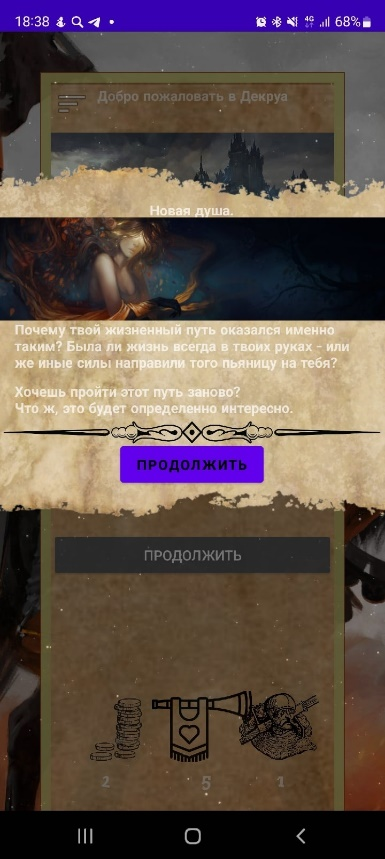 18:38
4G
68%
Добро пожаловать в Декруа
Новая душа.
Почему твой жизненный путь оказался именно
таким? Была ли жизнь всегда в твоих руках - или
же иные силы направили того пьяницу на тебя?
Хочешь пройти этот путь заново?
Что ж, это будет определенно интересно.
ПРОДОЛЖИТЬ
ПРОДОЛЖИТЬ
2
5
1